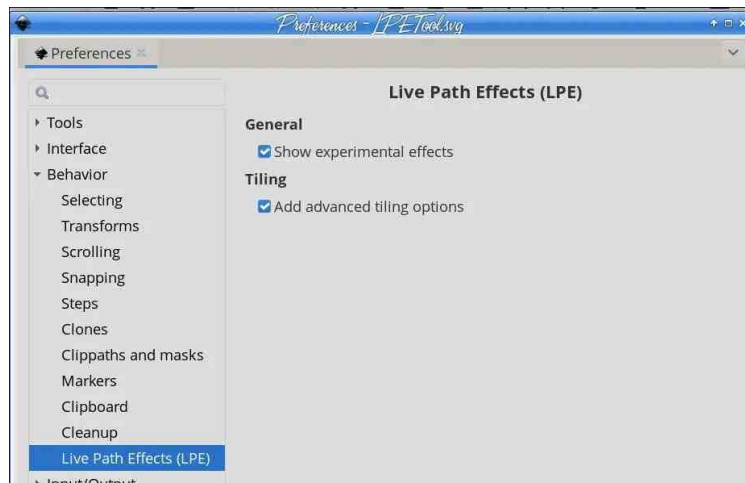 Preferences - LPETool.svg
Preferences
Live Path Effects (LPE)
Tools
Interface
Behavior
Selecting
Transforms
Scrolling
Snapping
Steps
Clones
Clippaths and masks
Markers
Clipboard
Cleanup
Live Path Effects (LPE)
Input/Output
General
Show experimental effects
Tiling
Add advanced tiling options